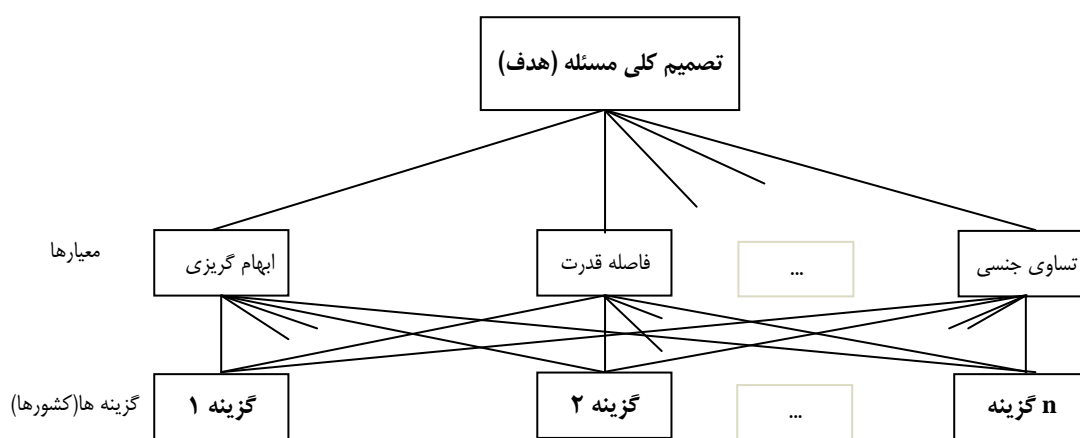 تصمیم کلی مسئله (هدف)
معیارها
ابهام گریزی
فاصله قدرت
...
تساوی جنسی
گزینه ها(کشورها)
گزینه ۱
گزینه ۲
...
گزینه n